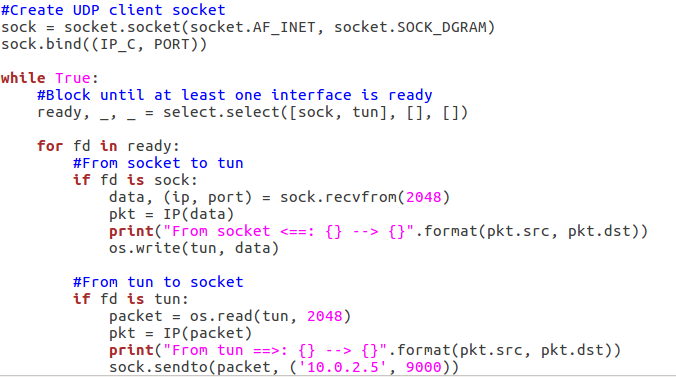 #Create UDP client socket
sock = socket.socket(socket.AF_INET, socket.SOCK_DGRAM)
sock.bind((IP_C, PORT))

while True:
    #Block until at least one interface is ready
    ready, _, _ = select.select([sock, tun], [], [])

    for fd in ready:
        #From socket to tun
        if fd is sock:
            data, (ip, port) = sock.recvfrom(2048)
            pkt = IP(data)
            print("From socket <==: {} --> {}".format(pkt.src, pkt.dst))
            os.write(tun, data)

        #From tun to socket
        if fd is tun:
            packet = os.read(tun, 2048)
            pkt = IP(packet)
            print("From tun ==>: {} --> {}".format(pkt.src, pkt.dst))
            sock.sendto(packet, ('10.0.2.5', 9000))